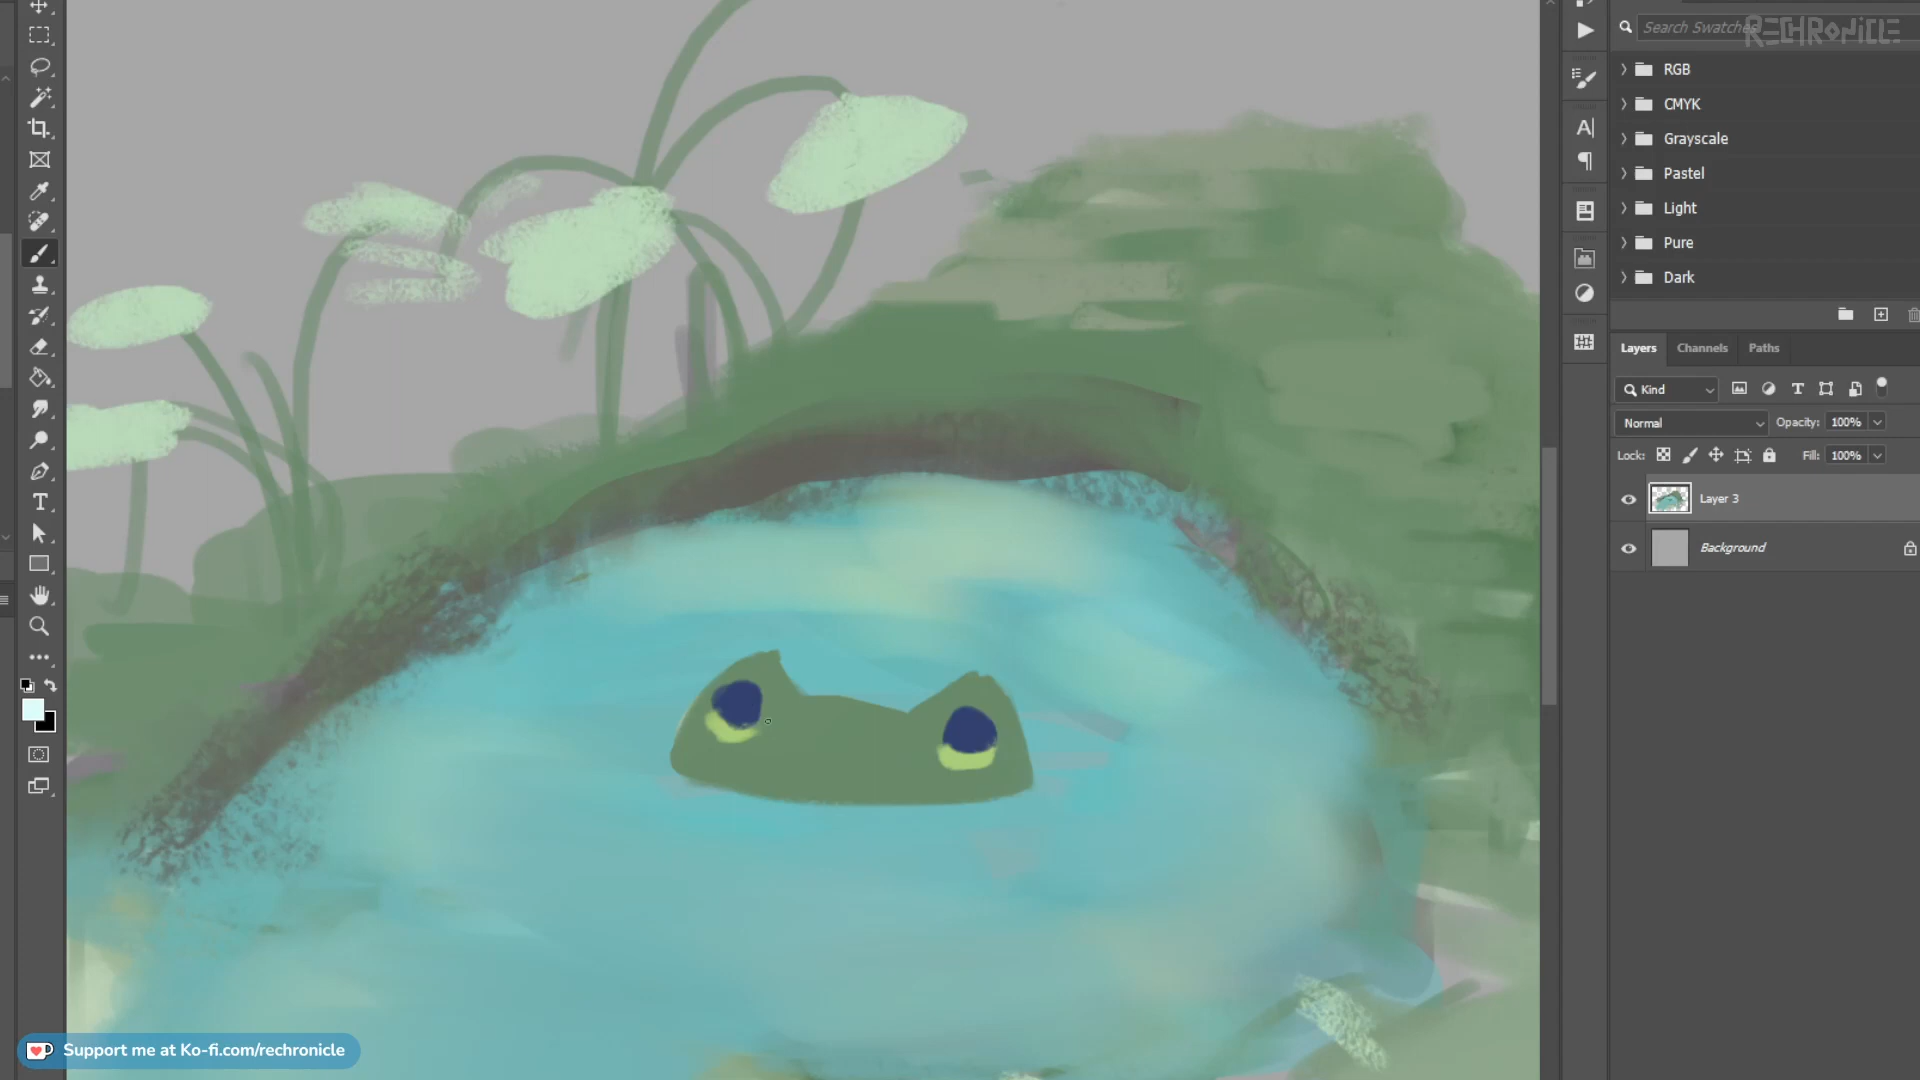 Search Swatches
RECHRONICLE
RGB
CMYK
Grayscale
Pastel
Light
Pure
Dark
Layers Channels Paths
Kind
Normal Opacity: 100%
Lock: Fill: 100%
Layer 3
Background
Support me at Ko-fi.com/rechronicle